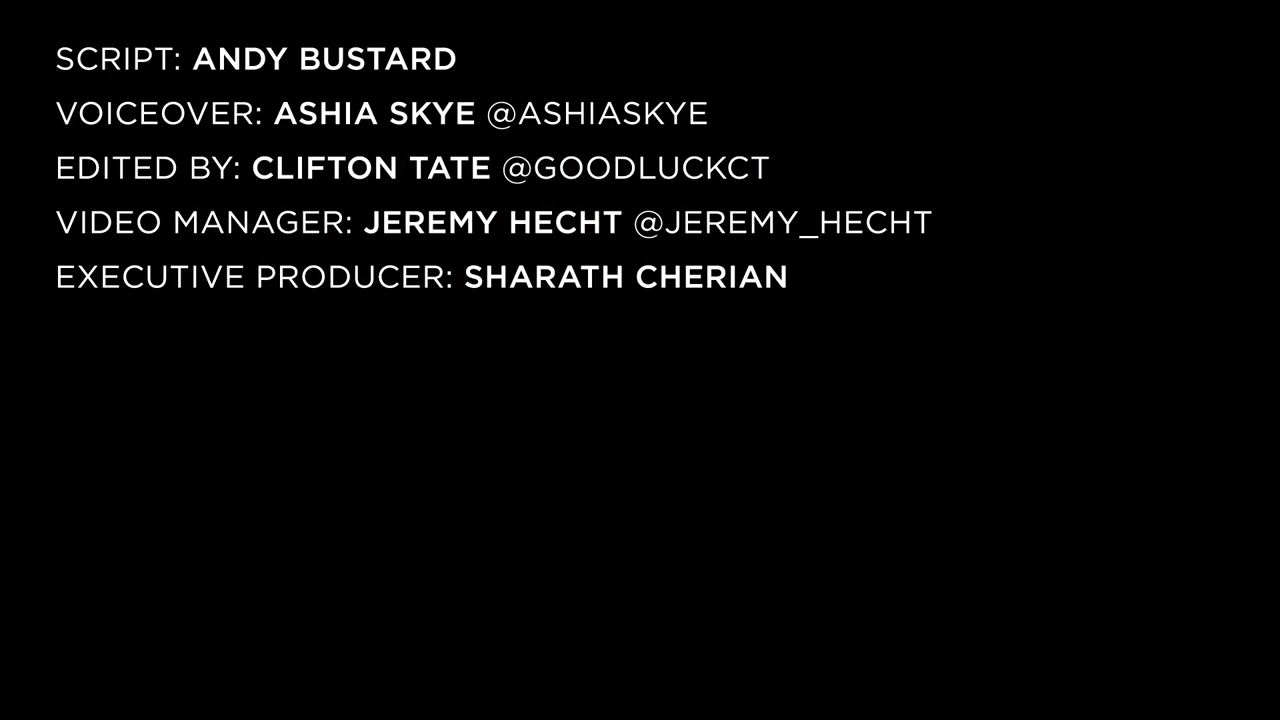 SCRIPT: ANDY BUSTARD
VOICEOVER: ASHIA SKYE @ASHIASKYE
EDITED BY: CLIFTON TATE @GOODLUCKCT
VIDEO MANAGER: JEREMY HECHT @JEREMY_HECHT
EXECUTIVE PRODUCER: SHARATH CHERIAN